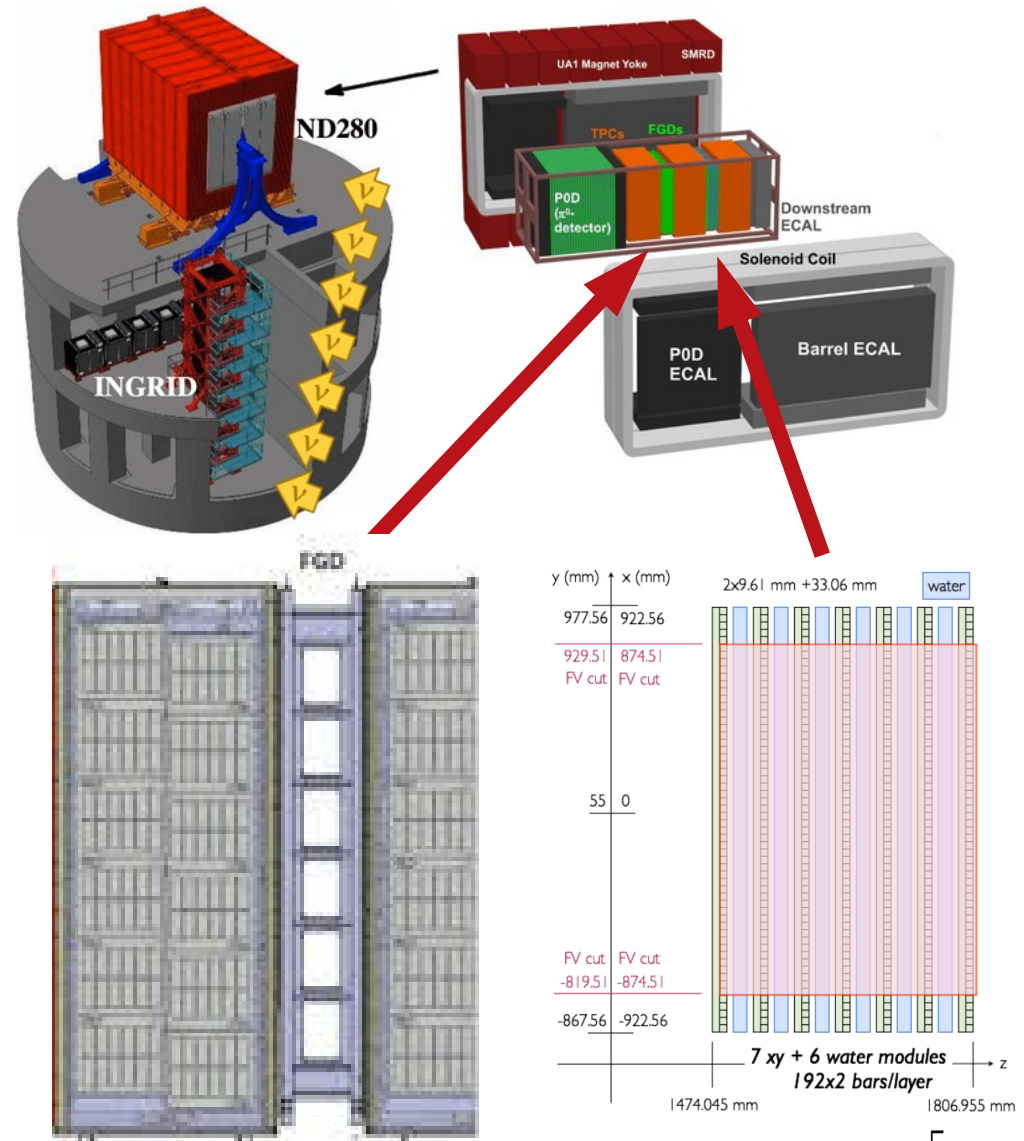 ND280
INGRID
ν
ν
ν
ν
ν
ν
ν
UA1 Magnet Yoke
SMRD
TPCs
FGDs
P0D
(π⁰-
detector)
Downstream
ECAL
Solenoid Coil
P0D
ECAL
Barrel ECAL
FGD
y (mm) x (mm)
2x9.61 mm +33.06 mm
water
977.56 922.56
929.51 874.51
FV cut FV cut
55 0
FV cut FV cut
-819.51 -874.51
-867.56 -922.56
7 xy + 6 water modules
192x2 bars/layer
z
1474.045 mm
1806.955 mm